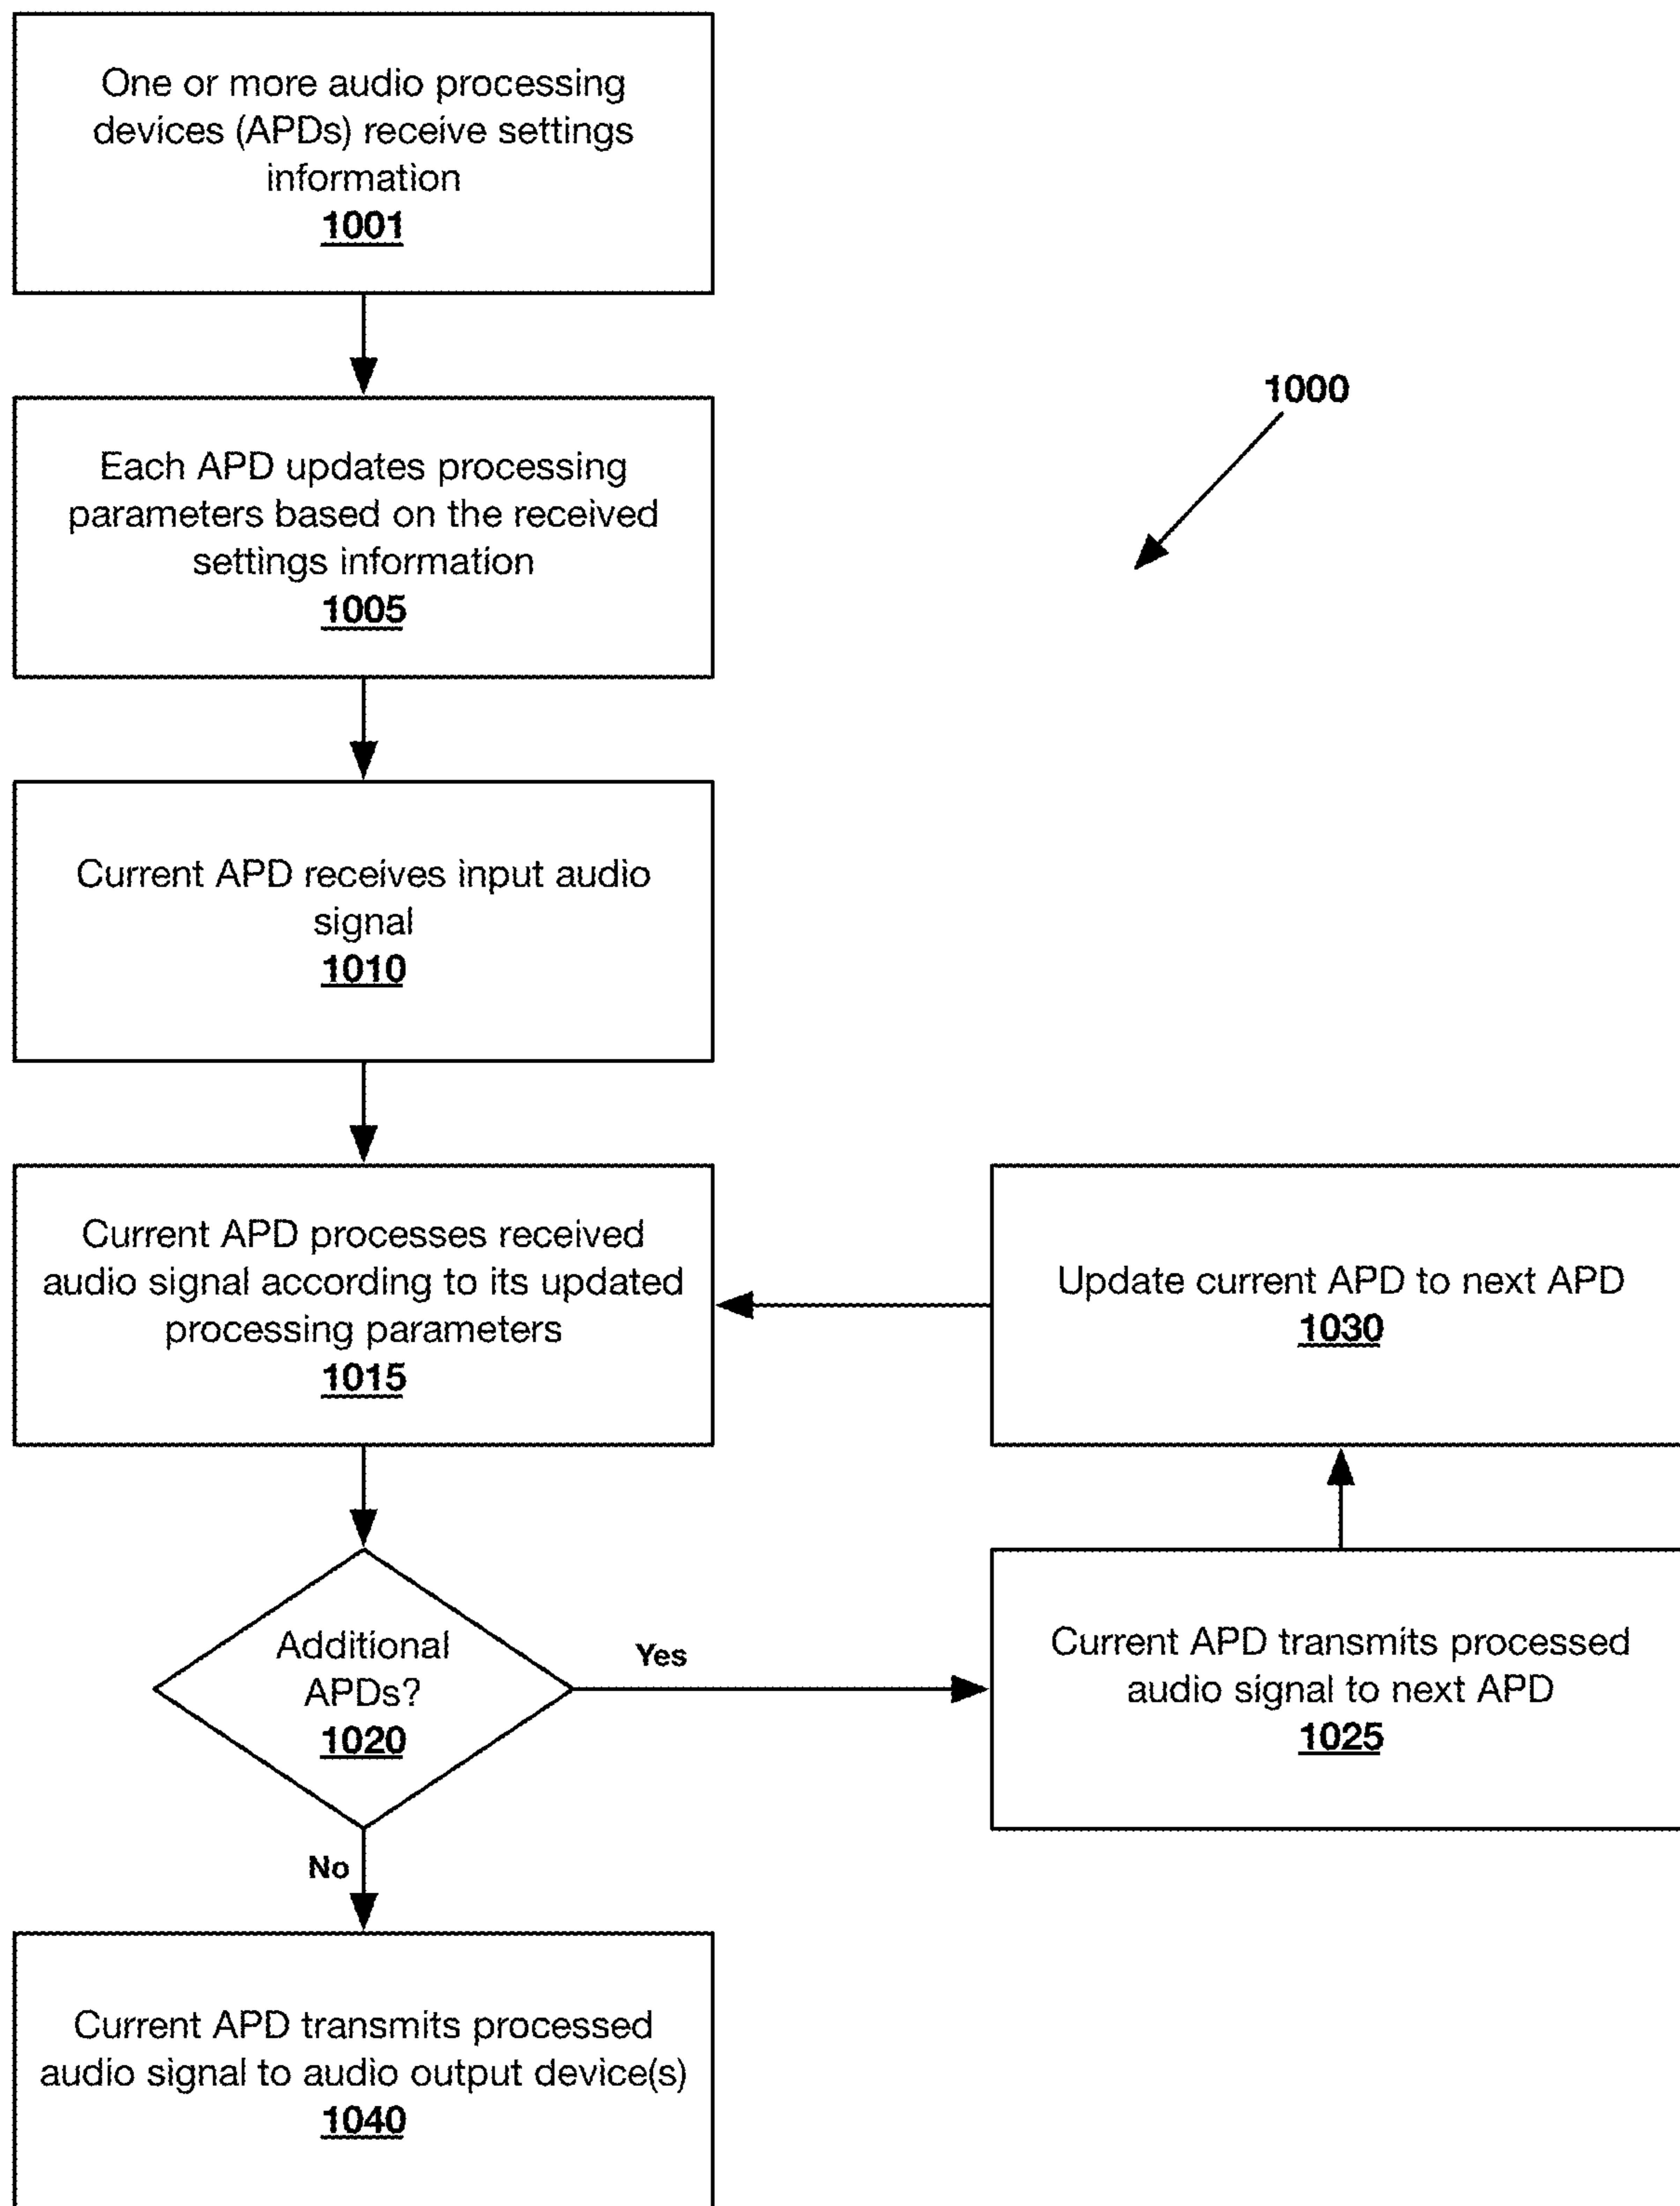 One or more audio processing
devices (APDs) receive settings
information
1001
1000
Each APD updates processing
parameters based on the received
settings information
1005
Current APD receives input audio
signal
1010
Current APD processes received
audio signal according to its updated
processing parameters
1015
Update current APD to next APD
1030
Additional
APDs?
1020
Yes
Current APD transmits processed
audio signal to next APD
1025
No
Current APD transmits processed
audio signal to audio output device(s)
1040